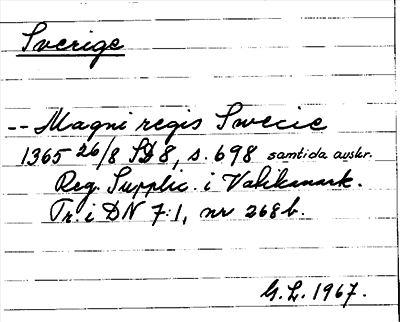 Sverige
-- Magni regis Swecie
1365 26/8 SD 8, s. 698 samtida avskr.
Reg. Supplic. i Vatikanark.
Tr. i DN 7:1, nr 268 b.
G.L. 1967.